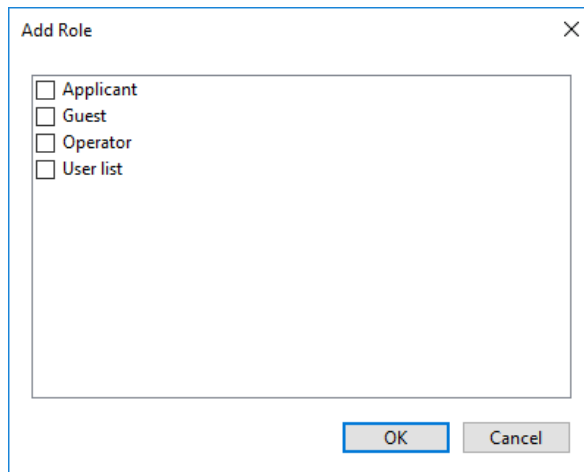 Add Role
Applicant
Guest
Operator
User list
OK
Cancel